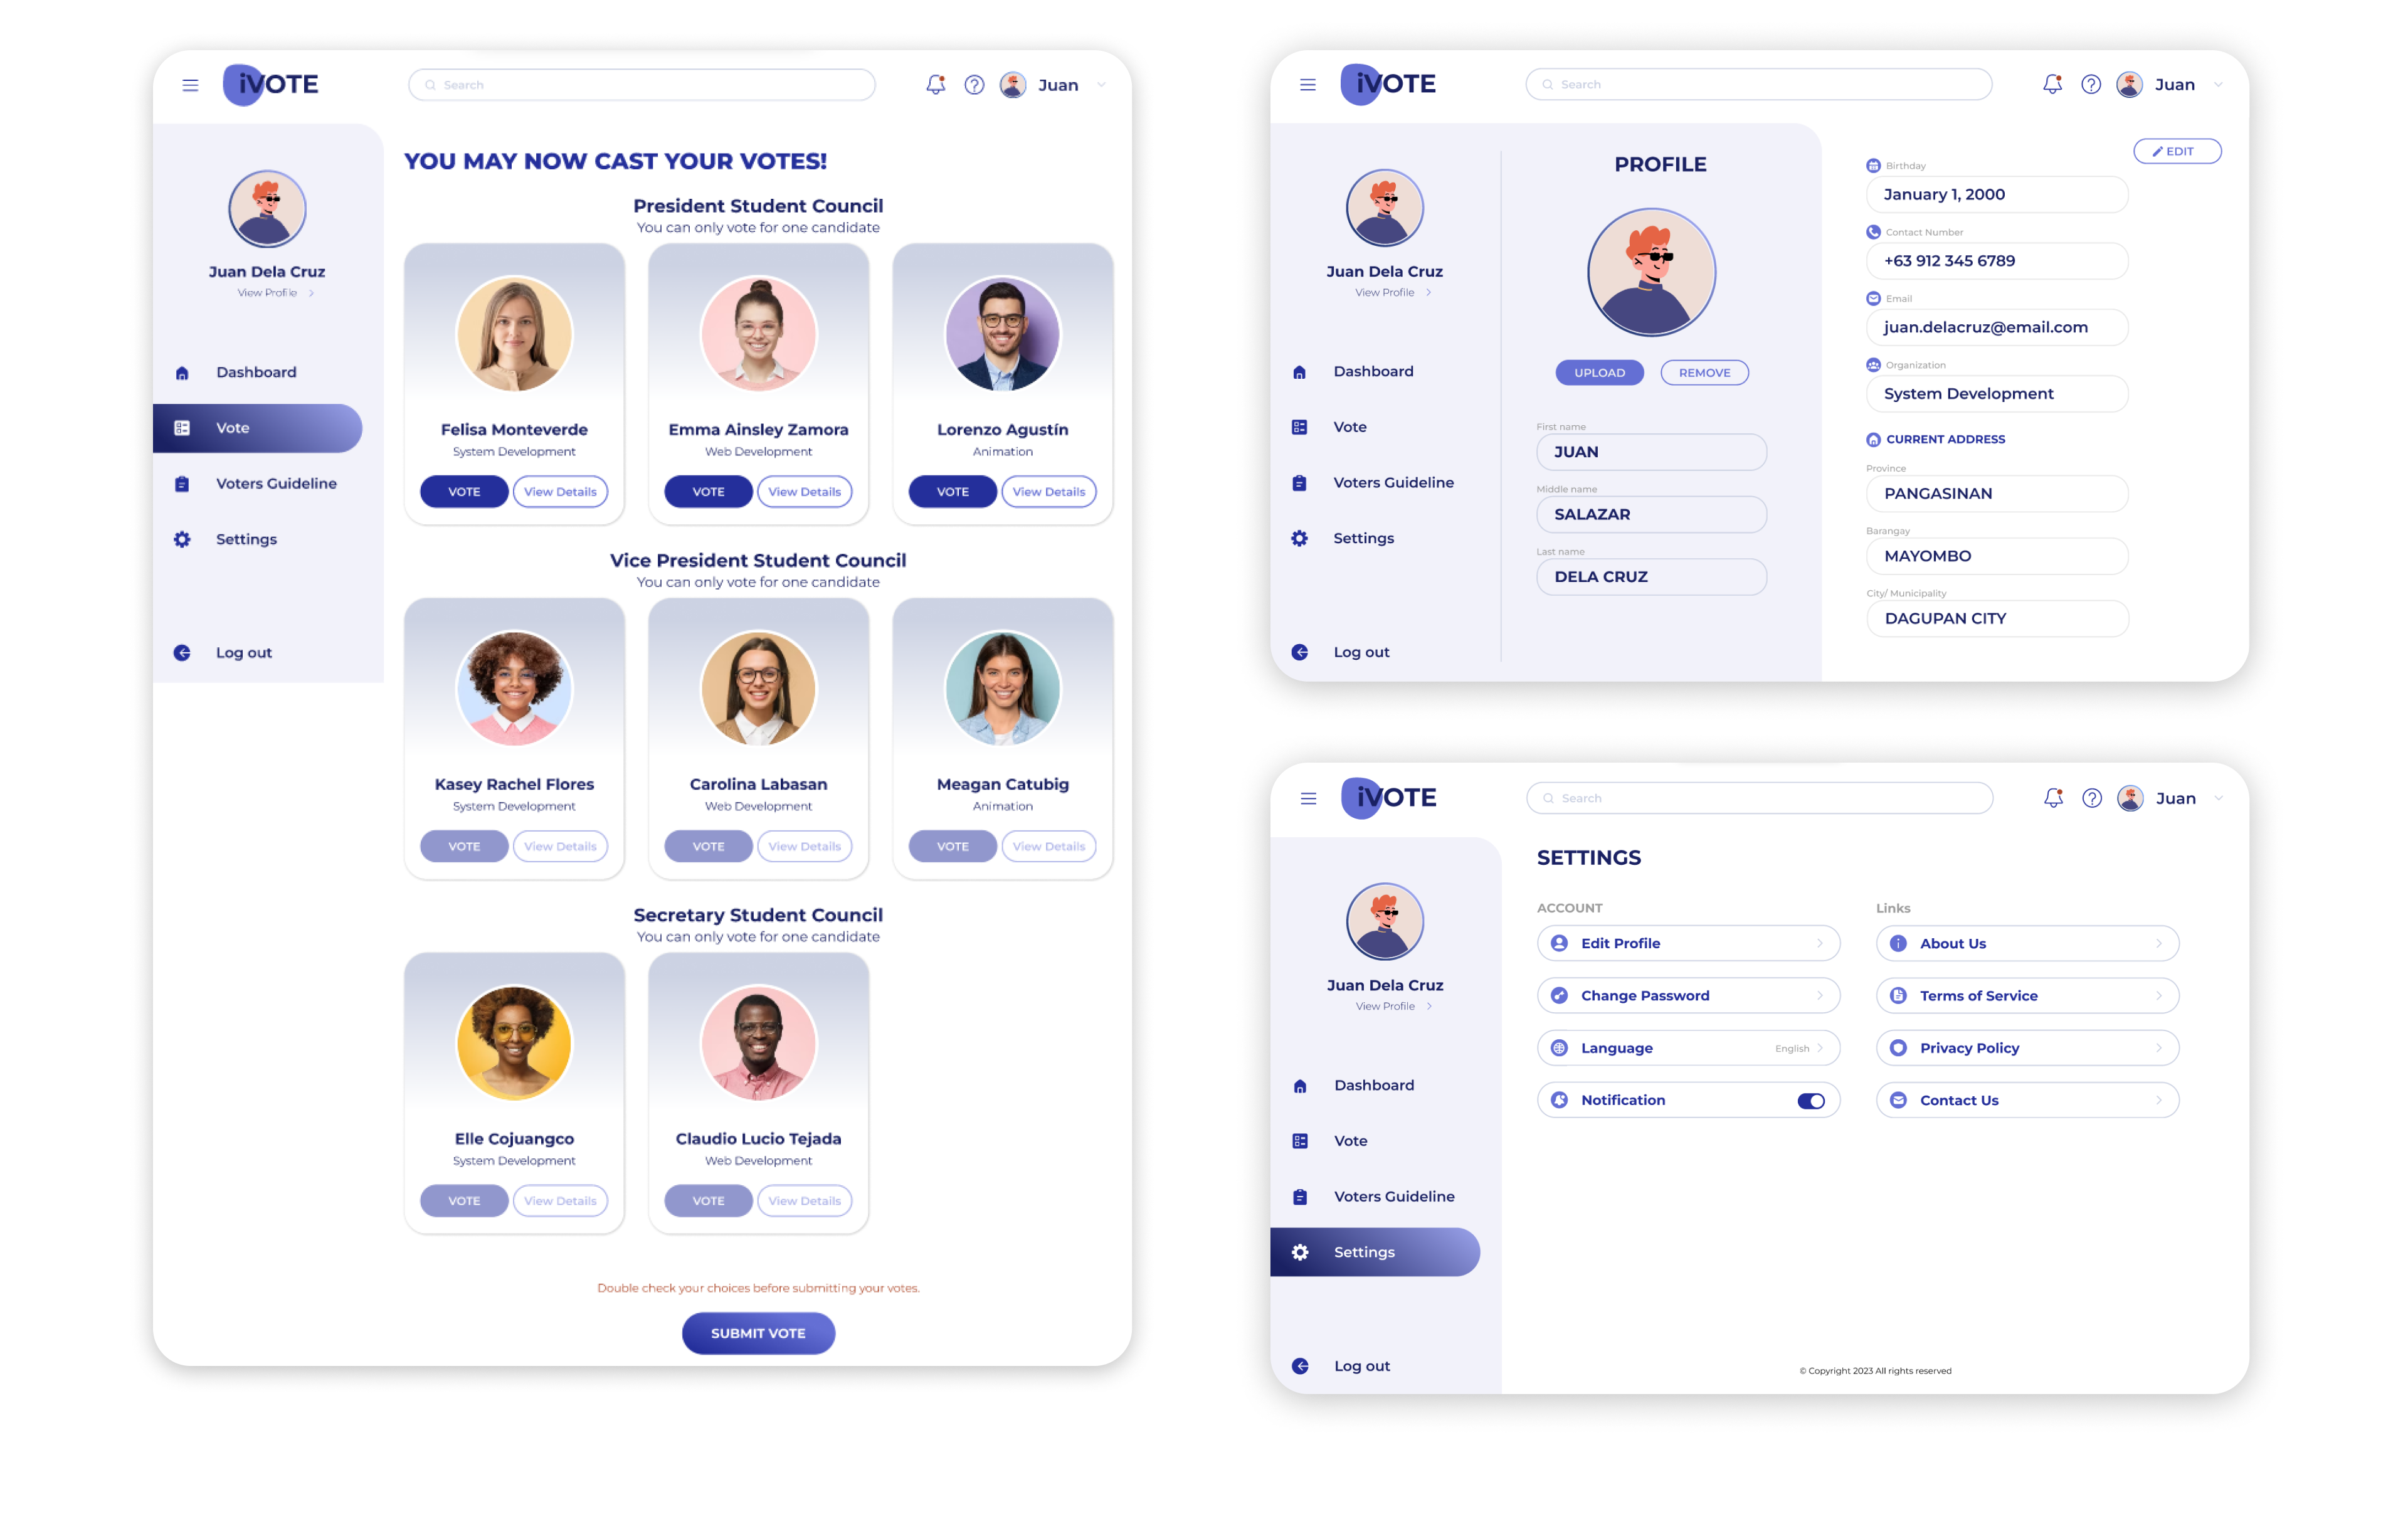 iVOTE
Search
Juan
Juan Dela Cruz
View Profile
Dashboard
Vote
Voters Guideline
Settings
Log out
YOU MAY NOW CAST YOUR VOTES!
President Student Council
You can only vote for one candidate
Felisa Monteverde
System Development
VOTE
View Details
Emma Ainsley Zamora
Web Development
VOTE
View Details
Lorenzo Agustín
Animation
VOTE
View Details
Vice President Student Council
You can only vote for one candidate
Kasey Rachel Flores
System Development
VOTE
View Details
Carolina Labasan
Web Development
VOTE
View Details
Meagan Catubig
Animation
VOTE
View Details
Secretary Student Council
You can only vote for one candidate
Elle Cojuangco
System Development
VOTE
View Details
Claudio Lucio Tejada
Web Development
VOTE
View Details
Double check your choices before submitting your votes.
SUBMIT VOTE
iVOTE
Search
Juan
Juan Dela Cruz
View Profile
Dashboard
Vote
Voters Guideline
Settings
Log out
PROFILE
UPLOAD
REMOVE
First name
JUAN
Middle name
SALAZAR
Last name
DELA CRUZ
EDIT
Birthday
January 1, 2000
Contact Number
+63 912 345 6789
Email
juan.delacruz@email.com
Organization
System Development
CURRENT ADDRESS
Province
PANGASINAN
Barangay
MAYOMBO
City/ Municipality
DAGUPAN CITY
iVOTE
Search
Juan
Juan Dela Cruz
View Profile
Dashboard
Vote
Voters Guideline
Settings
Log out
SETTINGS
ACCOUNT
Edit Profile
Change Password
Language
English
Notification
Links
About Us
Terms of Service
Privacy Policy
Contact Us
© Copyright 2023 All rights reserved